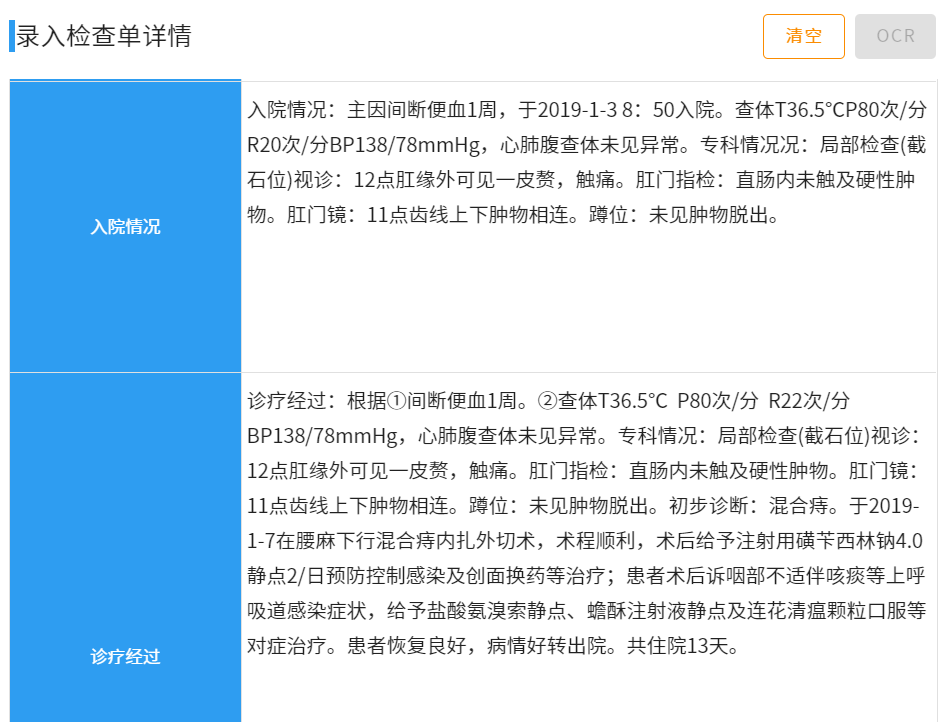 录入检查单详情
清空
OCR
入院情况
入院情况：主因间断便血1周，于2019-1-3 8：50入院。查体T36.5℃P80次/分
R20次/分BP138/78mmHg，心肺腹查体未见异常。专科情况况：局部检查(截
石位)视诊：12点肛缘外可见一皮赘，触痛。肛门指检：直肠内未触及硬性肿
物。肛门镜：11点齿线上下肿物相连。蹲位：未见肿物脱出。
诊疗经过
诊疗经过：根据①间断便血1周。②查体T36.5℃  P80次/分  R22次/分
BP138/78mmHg，心肺腹查体未见异常。专科情况：局部检查(截石位)视诊：
12点肛缘外可见一皮赘，触痛。肛门指检：直肠内未触及硬性肿物。肛门镜：
11点齿线上下肿物相连。蹲位：未见肿物脱出。初步诊断：混合痔。于2019-
1-7在腰麻下行混合痔内扎外切术，术程顺利，术后给予注射用磺苄西林钠4.0
静点2/日预防控制感染及创面换药等治疗；患者术后诉咽部不适伴咳痰等上呼
吸道感染症状，给予盐酸氨溴索静点、蟾酥注射液静点及连花清瘟颗粒口服等
对症治疗。患者恢复良好，病情好转出院。共住院13天。